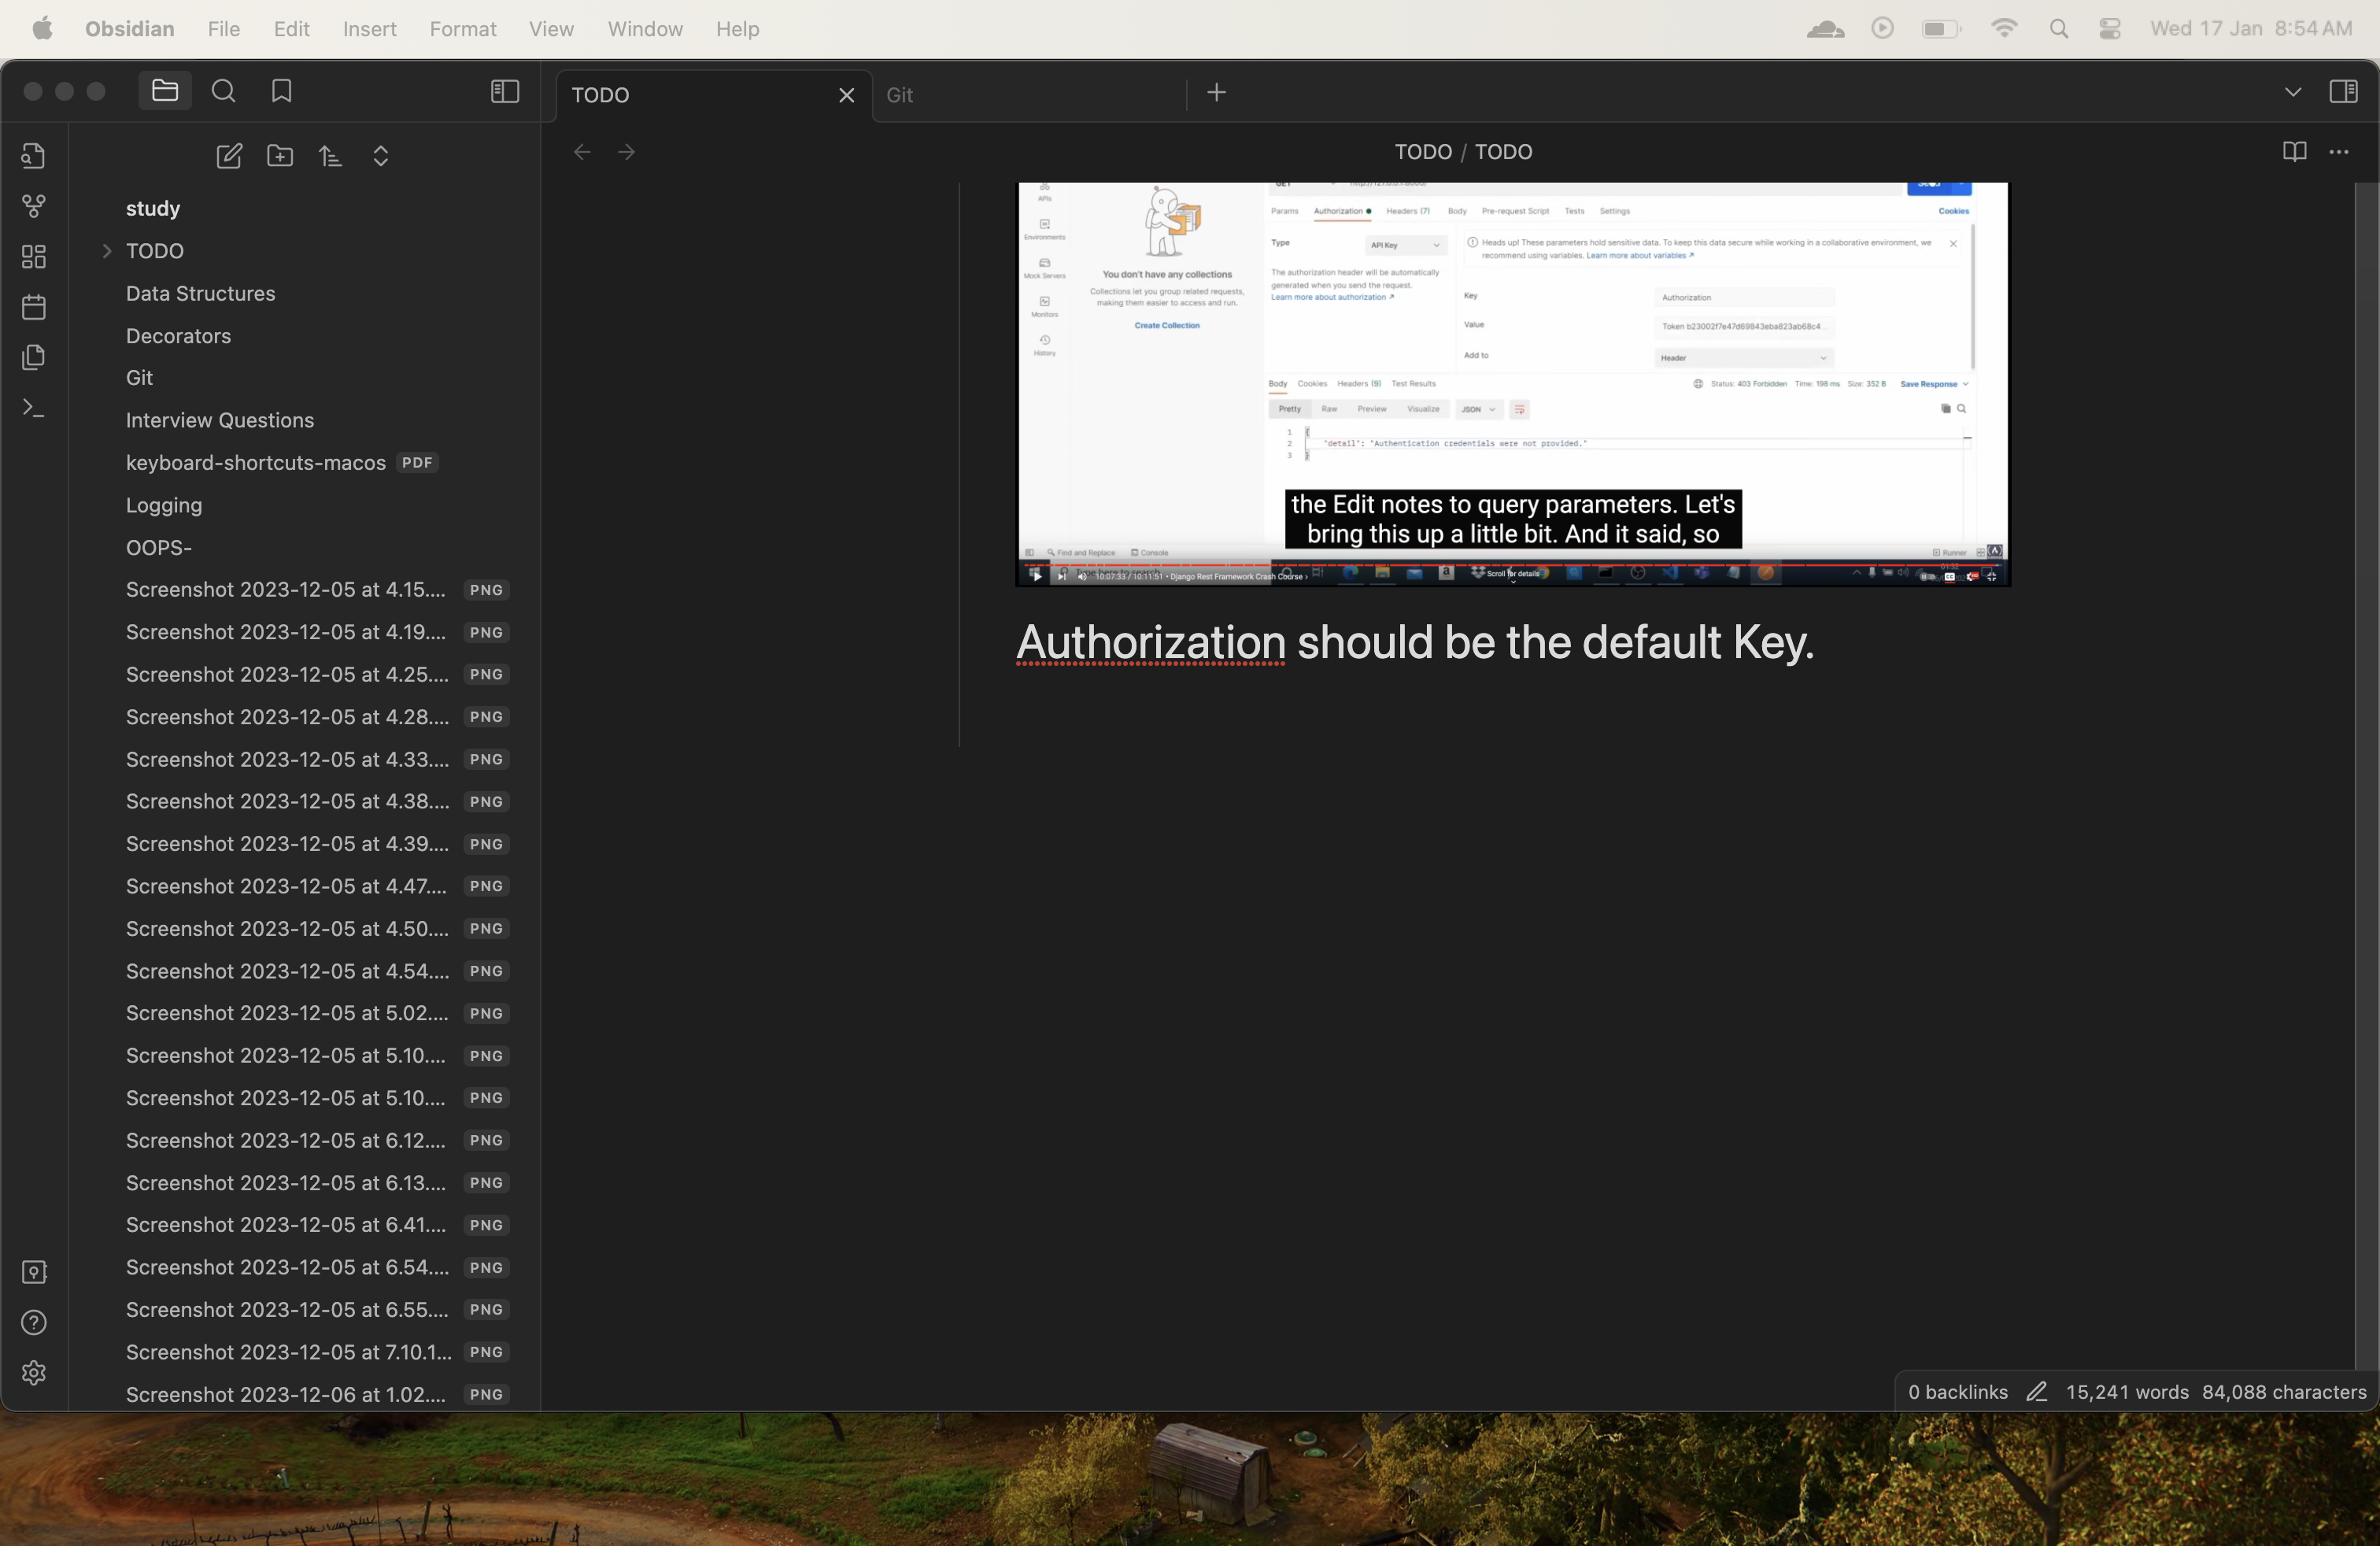 Obsidian File Edit Insert Format View Window Help Wed 17 Jan 8:54 AM
TODO Git
TODO / TODO
study
TODO
Data Structures
Decorators
Git
Interview Questions
keyboard-shortcuts-macos PDF
Logging
OOPS-
Screenshot 2023-12-05 at 4.15.... PNG
Screenshot 2023-12-05 at 4.19.... PNG
Screenshot 2023-12-05 at 4.25.... PNG
Screenshot 2023-12-05 at 4.28.... PNG
Screenshot 2023-12-05 at 4.33.... PNG
Screenshot 2023-12-05 at 4.38.... PNG
Screenshot 2023-12-05 at 4.39.... PNG
Screenshot 2023-12-05 at 4.47.... PNG
Screenshot 2023-12-05 at 4.50.... PNG
Screenshot 2023-12-05 at 4.54.... PNG
Screenshot 2023-12-05 at 5.02.... PNG
Screenshot 2023-12-05 at 5.10.... PNG
Screenshot 2023-12-05 at 5.10.... PNG
Screenshot 2023-12-05 at 6.12.... PNG
Screenshot 2023-12-05 at 6.13.... PNG
Screenshot 2023-12-05 at 6.41.... PNG
Screenshot 2023-12-05 at 6.54.... PNG
Screenshot 2023-12-05 at 6.55.... PNG
Screenshot 2023-12-05 at 7.10.1... PNG
Screenshot 2023-12-06 at 1.02.... PNG
APIs
Environments
Mock Servers
Monitors
History
You don't have any collections
Collections let you group related requests,
making them easier to access and run.
Create Collection
Params Authorization Headers (7) Body Pre-request Script Tests Settings Cookies
Type API Key
The authorization header will be automatically
generated when you send the request.
Learn more about authorization ↗
Heads up! These parameters hold sensitive data. To keep this data secure while working in a collaborative environment, we
recommend using variables. Learn more about variables ↗
Key Authorization
Value Token b23002f7e47d69843eba823ab68c4...
Add to Header
Body Cookies Headers (9) Test Results Status: 403 Forbidden Time: 198 ms Size: 352 B Save Response
Pretty Raw Preview Visualize JSON
1 {
2 "detail": "Authentication credentials were not provided."
3 }
the Edit notes to query parameters. Let's
bring this up a little bit. And it said, so
Find and Replace Console Runner
10:07:33 / 10:11:51 • Django Rest Framework Crash Course › Scroll for details
Authorization should be the default Key.
0 backlinks 15,241 words 84,088 characters